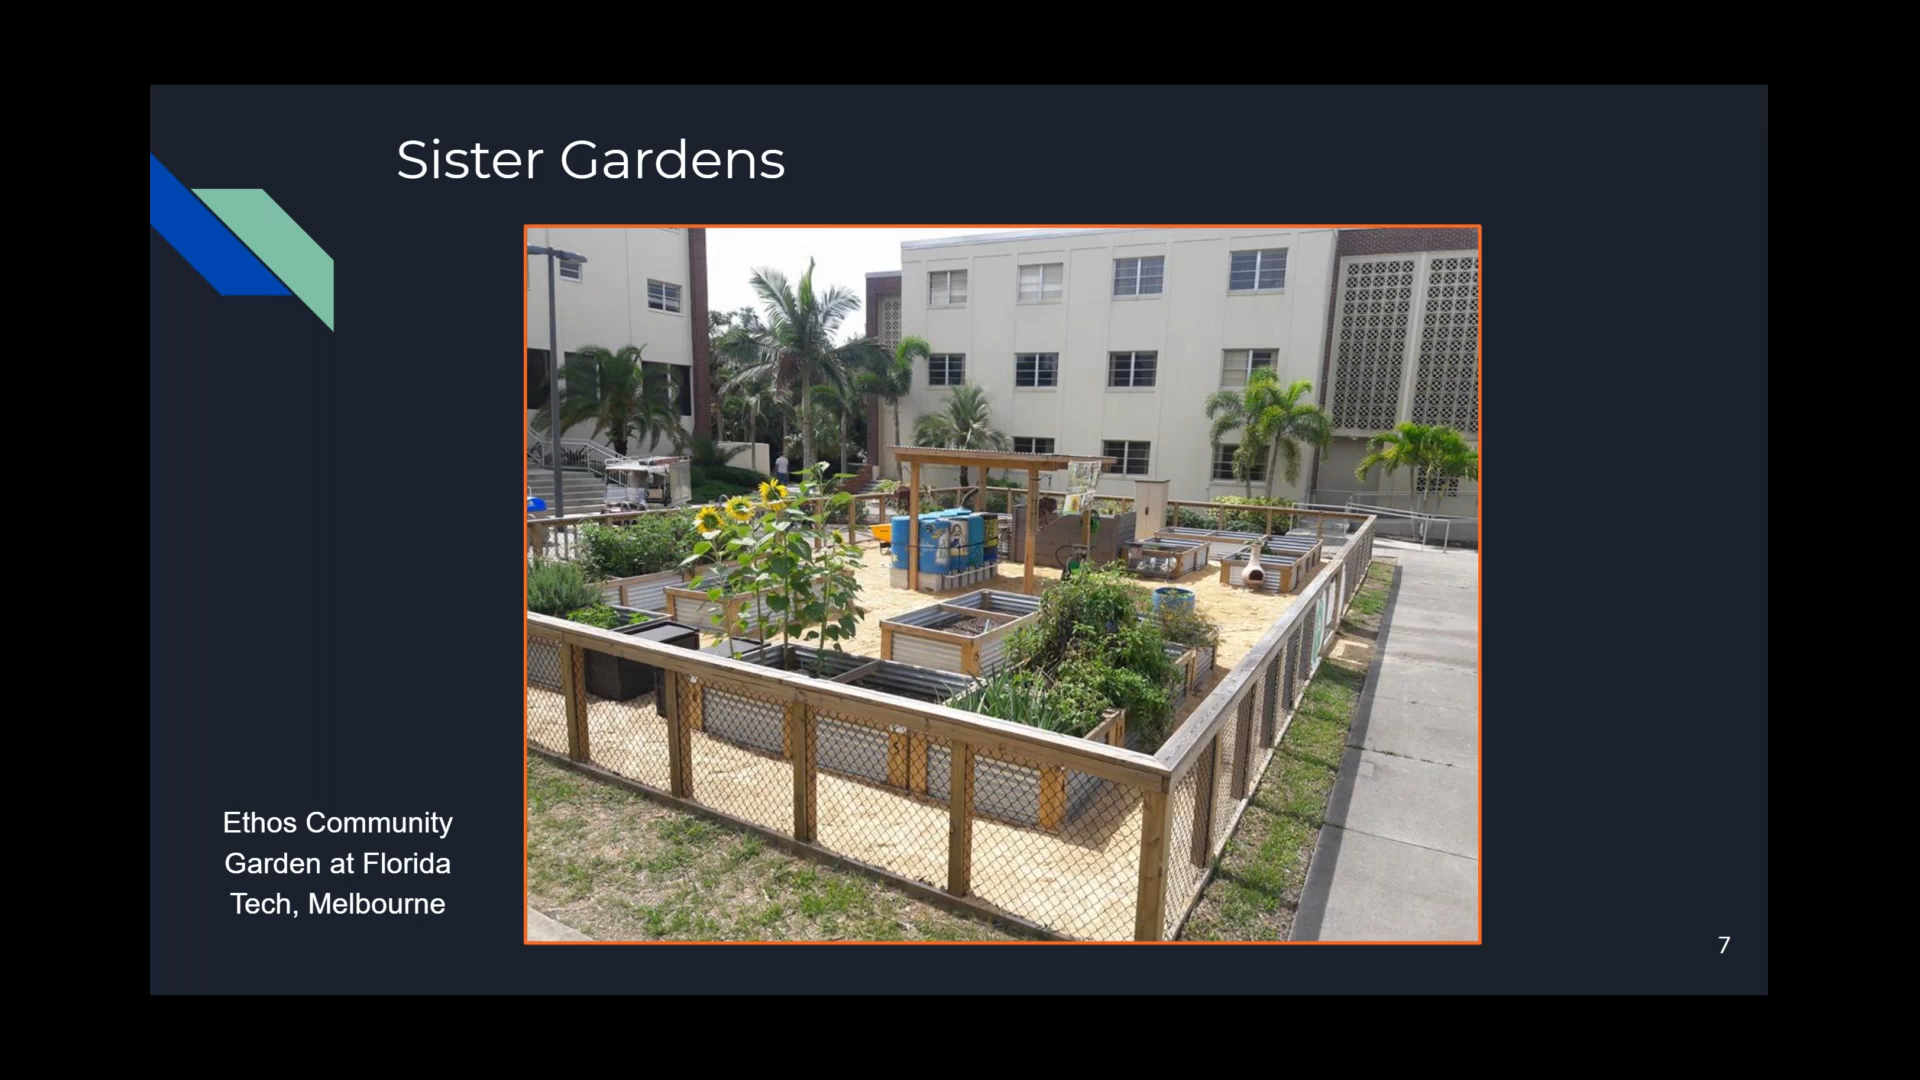 Sister Gardens
Ethos Community
Garden at Florida
Tech, Melbourne
7